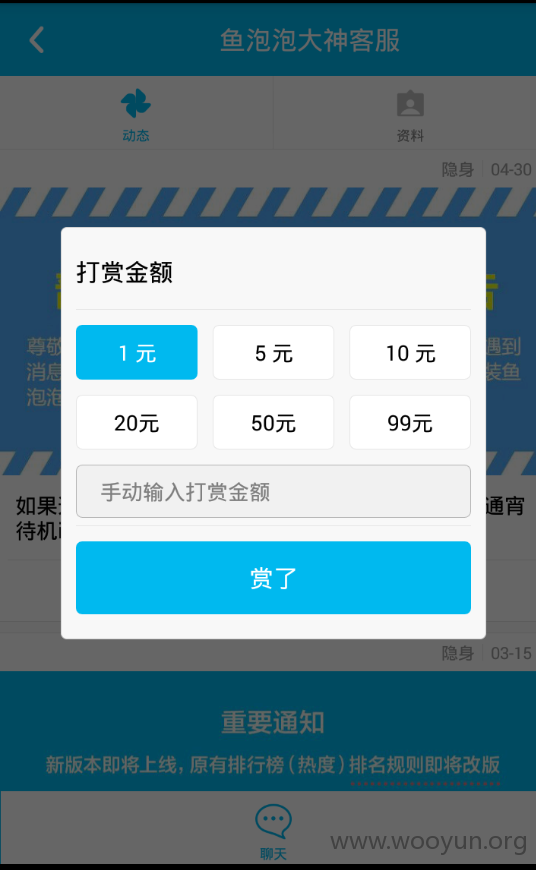 鱼泡泡大神客服
动态
资料
隐身 04-30
打赏金额
尊敬
遇到
1 元
5 元
10 元
消息
装鱼
泡泡
20元
50元
99元
手动输入打赏金额
如果
通宵
待机
赏了
隐身 03-15
重要通知
新版本即将上线，原有排行榜（热度）排名规则即将改版
聊天
www.wooyun.org